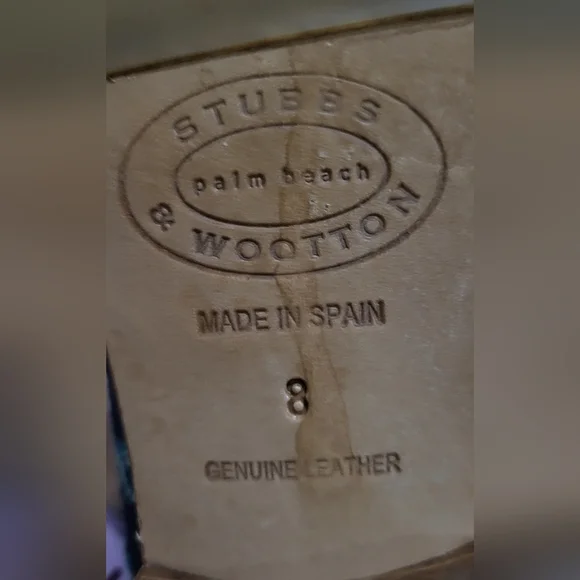 STUBBS
palm beach
& WOOTTON
MADE IN SPAIN
8
GENUINE LEATHER